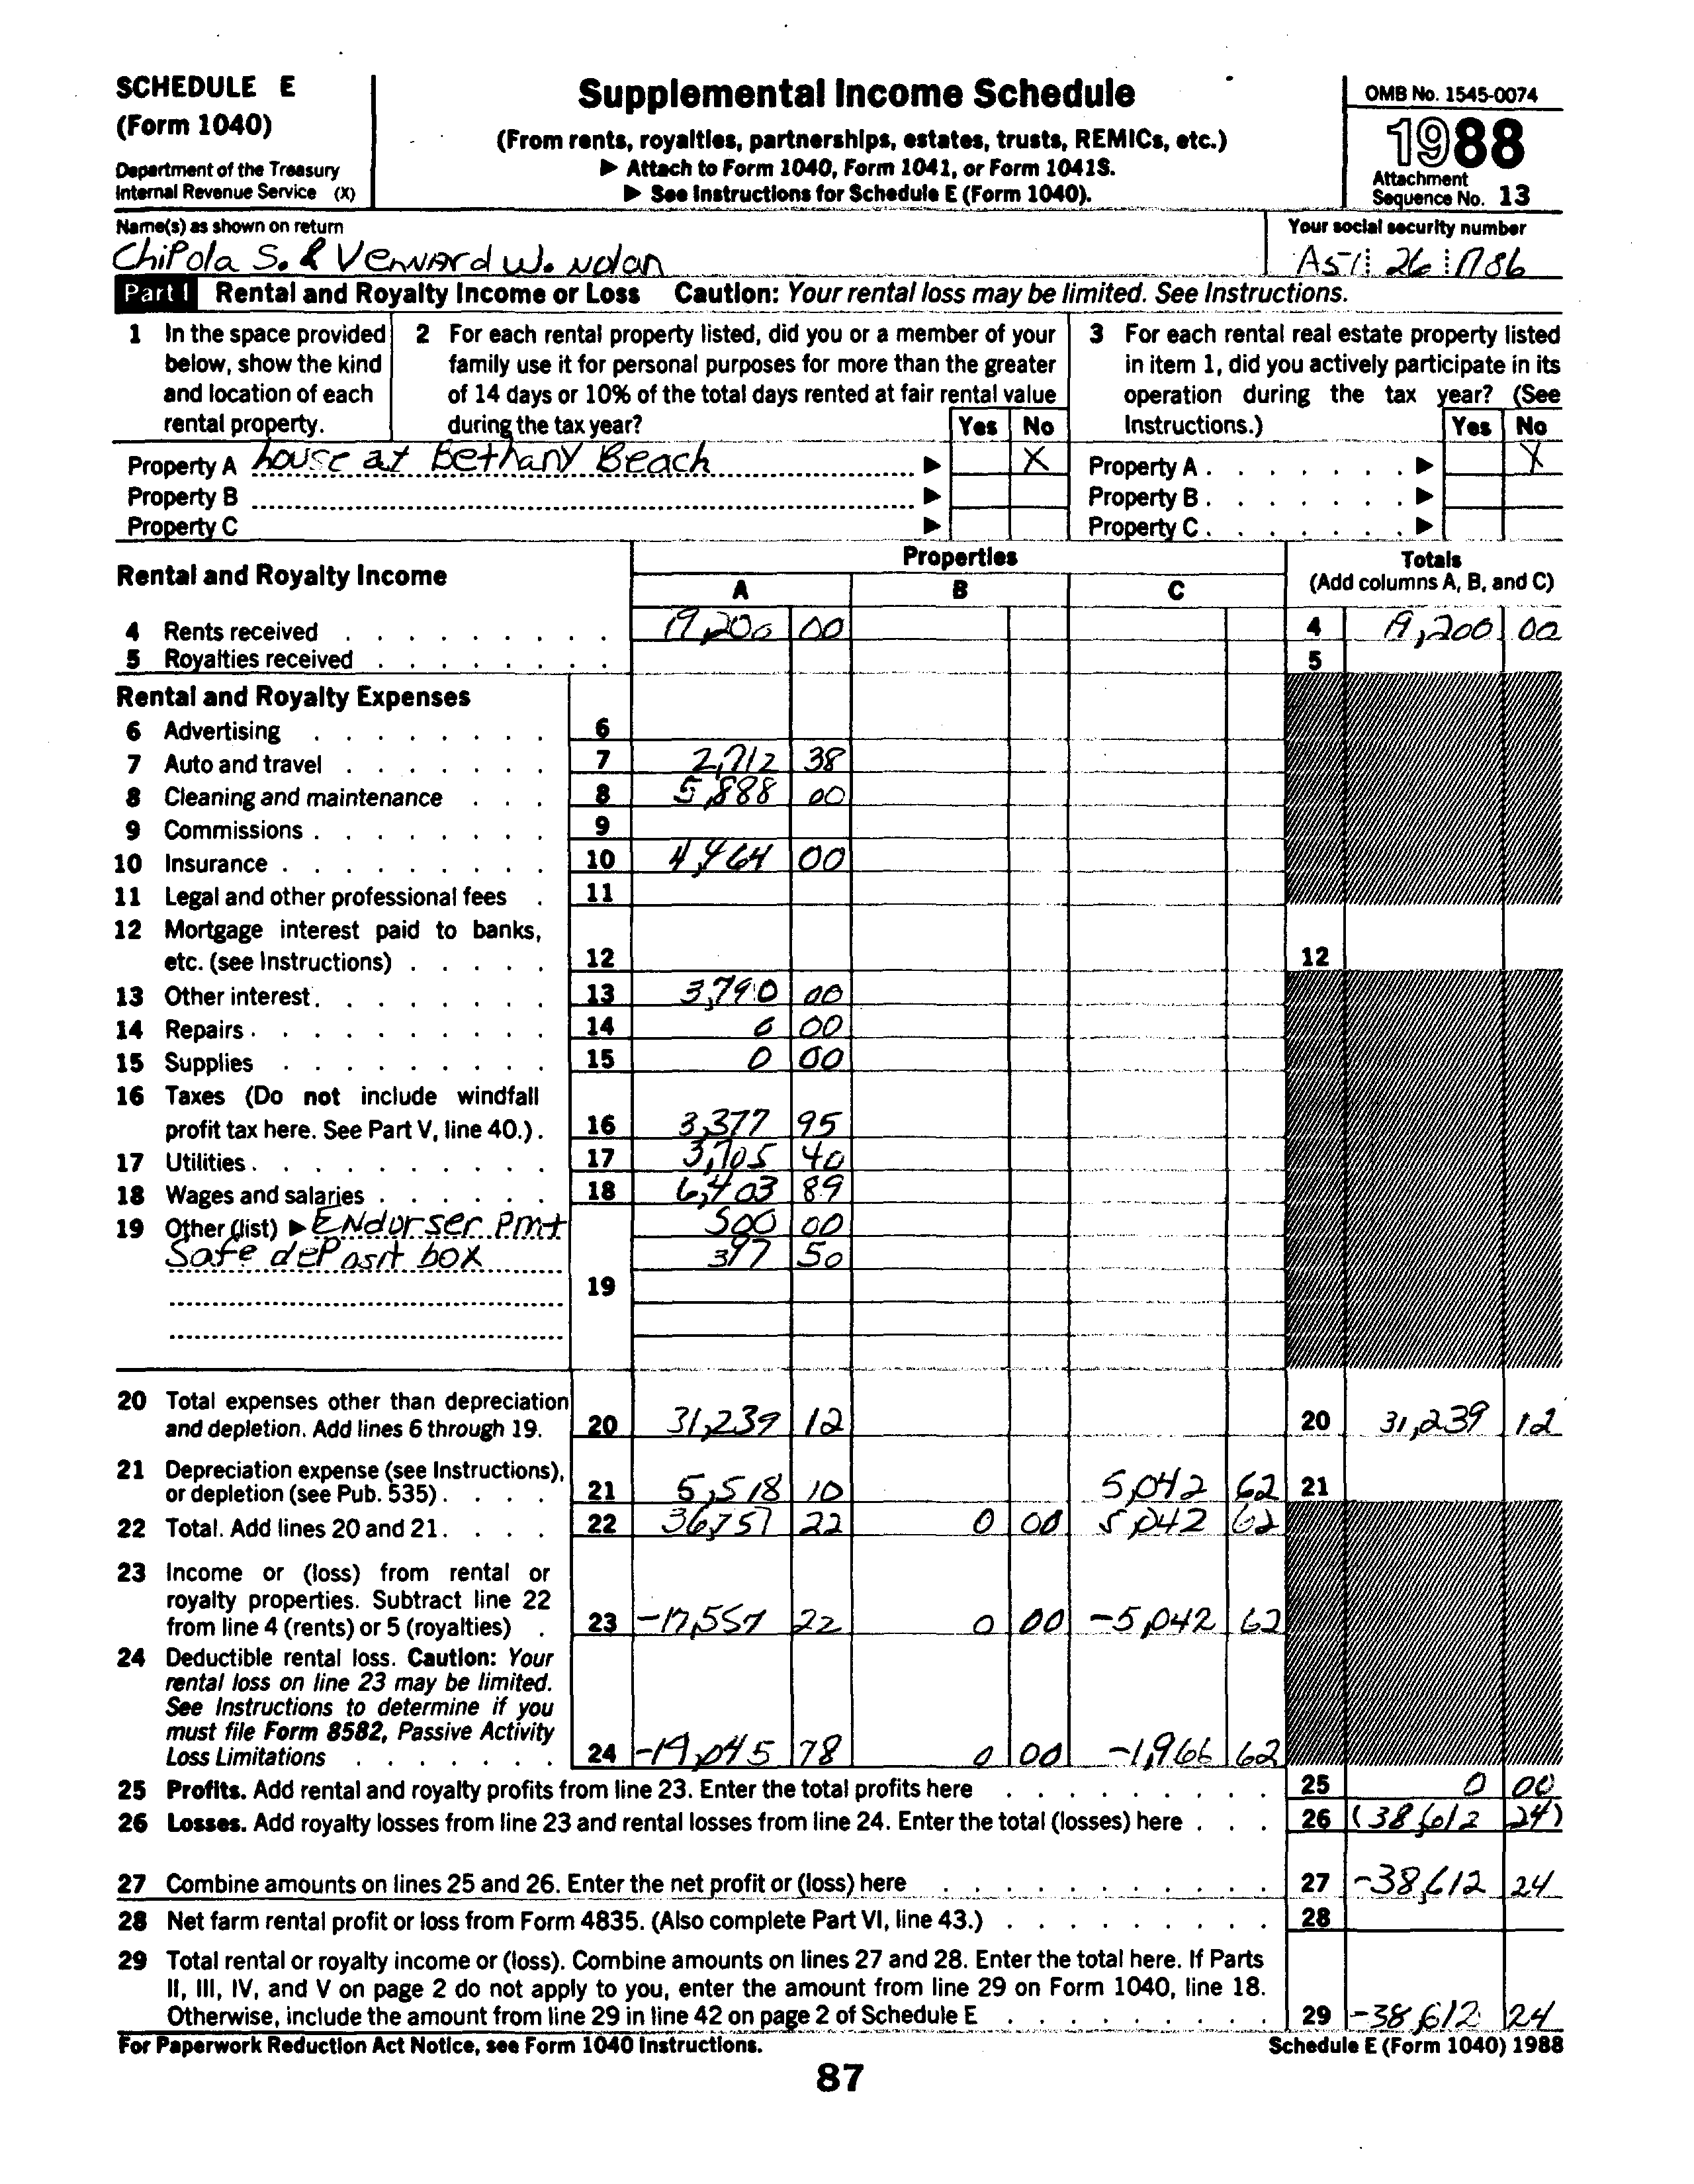 SCHEDULE E
(Form 1040)
Department of the Treasury
Internal Revenue Service (X)
Supplemental Income Schedule
(From rents, royalties, partnerships, estates, trusts, REMICs, etc.)
▶ Attach to Form 1040, Form 1041, or Form 1041S.
▶ See Instructions for Schedule E (Form 1040).
OMB No. 1545-0074
1988
Attachment
Sequence No. 13
Name(s) as shown on return
Your social security number
ChiPola S. & Vennard W. Nolan
26
Part I Rental and Royalty Income or Loss Caution: Your rental loss may be limited. See Instructions.
1 In the space provided
below, show the kind
and location of each
rental property.
2 For each rental property listed, did you or a member of your
family use it for personal purposes for more than the greater
of 14 days or 10% of the total days rented at fair rental value
during the tax year? Yes No
3 For each rental real estate property listed
in item 1, did you actively participate in its
operation during the tax year? (See
Instructions.) Yes No
Property A house at Bethany Beach ▶ X Property A ▶ X
Property B ▶ Property B ▶
Property C ▶ Property C ▶
Rental and Royalty Income
Properties
A B C
Totals
(Add columns A, B, and C)
4 Rents received 19,200 00 4 19,200 00
5 Royalties received 5
Rental and Royalty Expenses
6 Advertising 6
7 Auto and travel 7 2,712 38
8 Cleaning and maintenance 8 5,888 00
9 Commissions 9
10 Insurance 10 4,464 00
11 Legal and other professional fees 11
12 Mortgage interest paid to banks,
etc. (see Instructions) 12 12
13 Other interest 13 3,790 00
14 Repairs 14 0 00
15 Supplies 15 0 00
16 Taxes (Do not include windfall
profit tax here. See Part V, line 40.) 16 3,377 95
17 Utilities 17 3,705 40
18 Wages and salaries 18 6,403 89
19 Other (list) ▶ Endorser Pmt 500 00
Safe dePosit box 397 50
19
20 Total expenses other than depreciation
and depletion. Add lines 6 through 19. 20 31,239 12 20 31,239 12
21 Depreciation expense (see Instructions),
or depletion (see Pub. 535) 21 5,518 10 5,042 62 21
22 Total. Add lines 20 and 21 22 36,757 22 0 00 5,042 62
23 Income or (loss) from rental or
royalty properties. Subtract line 22
from line 4 (rents) or 5 (royalties) 23 -17,557 22 0 00 -5,042 62
24 Deductible rental loss. Caution: Your
rental loss on line 23 may be limited.
See Instructions to determine if you
must file Form 8582, Passive Activity
Loss Limitations 24 78 0 00 -1,966 62
25 Profits. Add rental and royalty profits from line 23. Enter the total profits here 25 0 00
26 Losses. Add royalty losses from line 23 and rental losses from line 24. Enter the total (losses) here 26 (38,612 24)
27 Combine amounts on lines 25 and 26. Enter the net profit or (loss) here 27 -38,612 24
28 Net farm rental profit or loss from Form 4835. (Also complete Part VI, line 43.) 28
29 Total rental or royalty income or (loss). Combine amounts on lines 27 and 28. Enter the total here. If Parts
II, III, IV, and V on page 2 do not apply to you, enter the amount from line 29 on Form 1040, line 18.
Otherwise, include the amount from line 29 in line 42 on page 2 of Schedule E 29 -38,612 24
For Paperwork Reduction Act Notice, see Form 1040 Instructions.
Schedule E (Form 1040) 1988
87